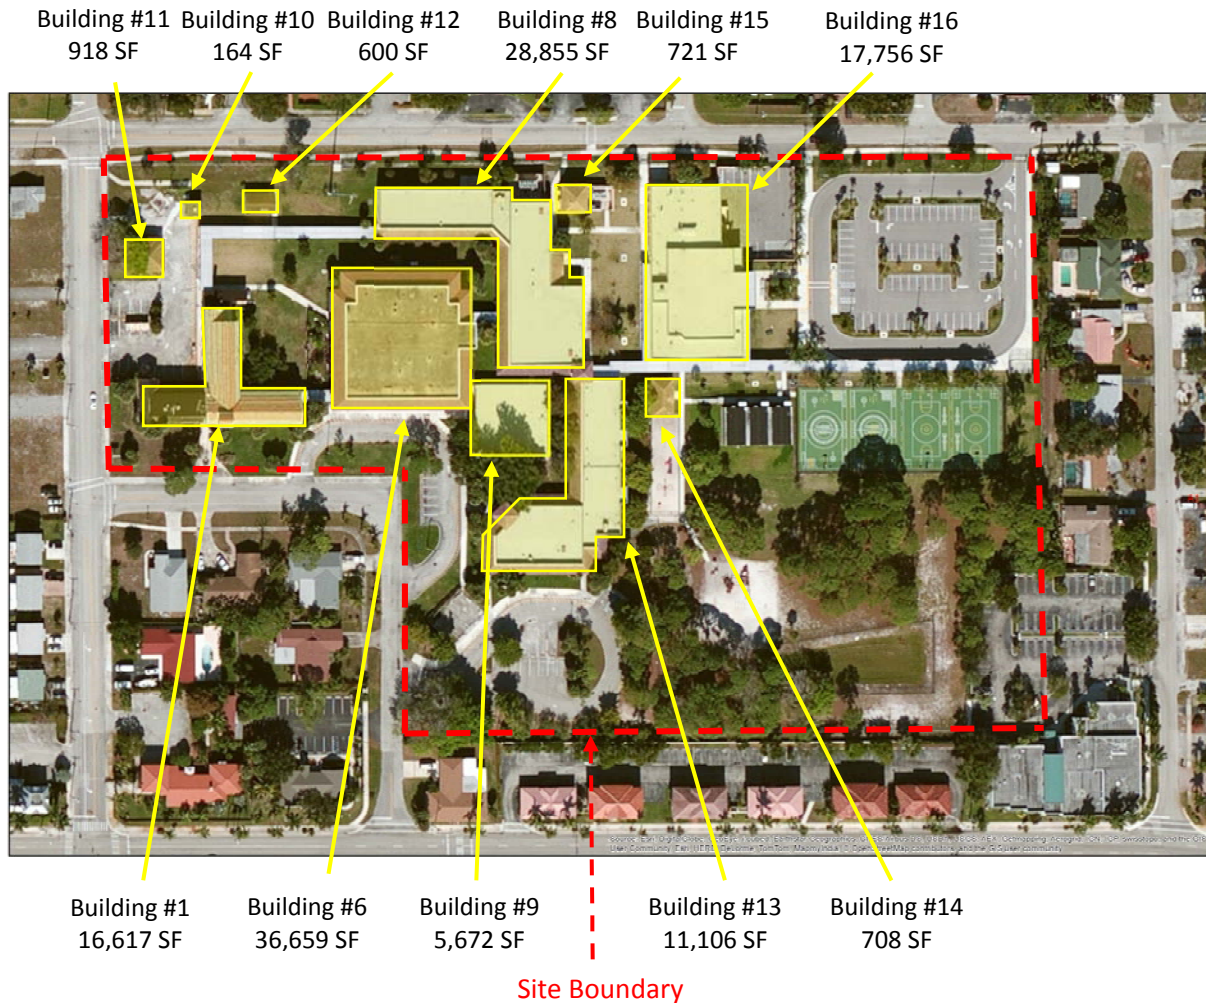 Building #11
918 SF
Building #10
164 SF
Building #12
600 SF
Building #8
28,855 SF
Building #15
721 SF
Building #16
17,756 SF
Building #1
16,617 SF
Building #6
36,659 SF
Building #9
5,672 SF
Building #13
11,106 SF
Building #14
708 SF
Site Boundary